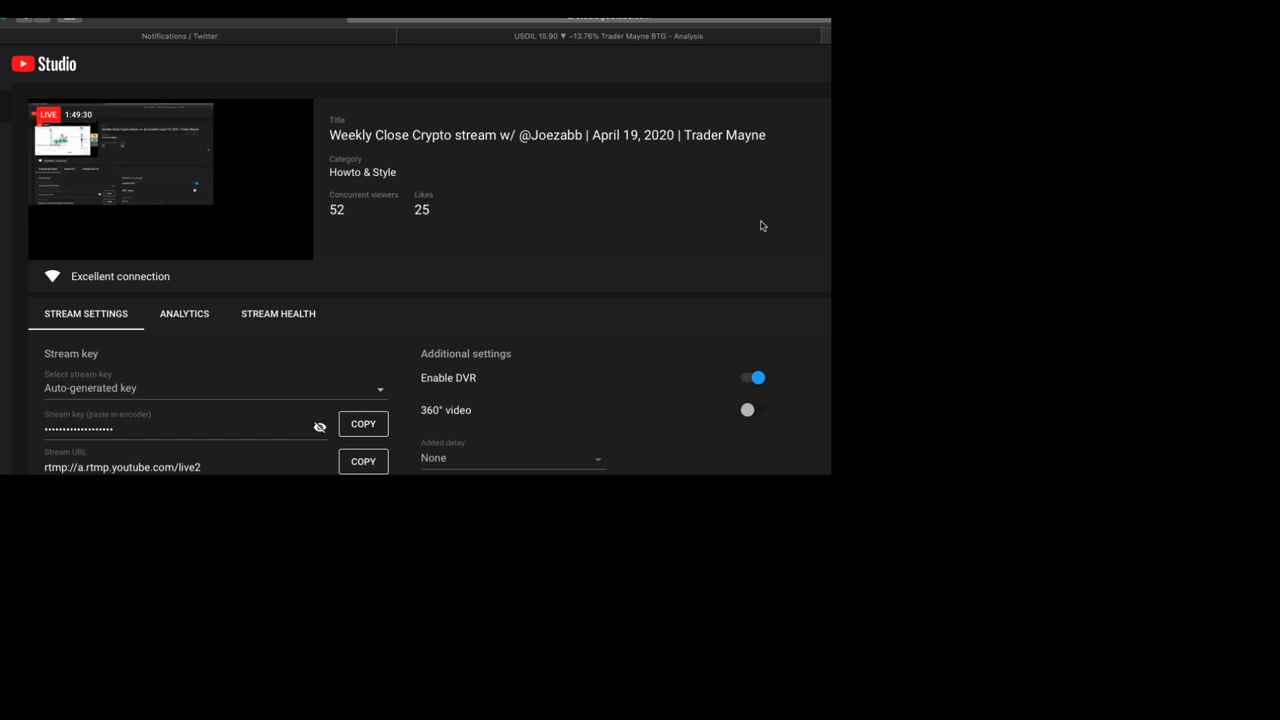 Notifications / Twitter
USOIL 15.90 ▼ −13.76% Trader Mayne BTG - Analysis
Studio
LIVE 1:49:30
Title
Weekly Close Crypto stream w/ @Joezabb | April 19, 2020 | Trader Mayne
Category
Howto & Style
Concurrent viewers Likes
52 25
Excellent connection
STREAM SETTINGS ANALYTICS STREAM HEALTH
Stream key Additional settings
Select stream key
Auto-generated key
Enable DVR
Stream key (paste in encoder)
360° video
•••••••••••••••••••
COPY
Added delay
None
Stream URL
rtmp://a.rtmp.youtube.com/live2
COPY